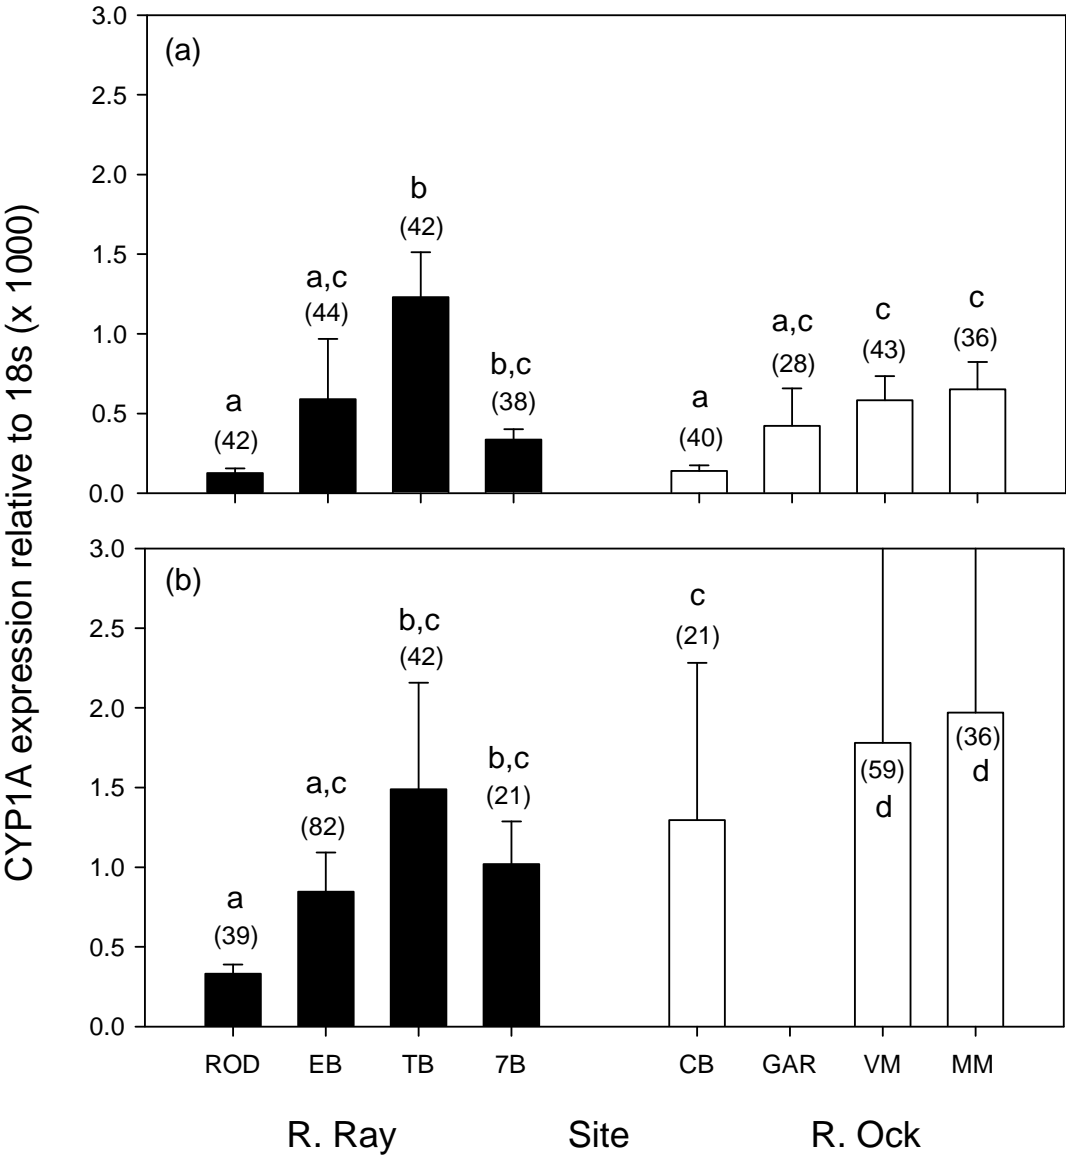 CYP1A expression relative to 18s (x 1000)
3.0
2.5
2.0
1.5
1.0
0.5
0.0
(a)
a
(42)
a,c
(44)
b
(42)
b,c
(38)
a
(40)
a,c
(28)
c
(43)
c
(36)
3.0
2.5
2.0
1.5
1.0
0.5
0.0
(b)
a
(39)
a,c
(82)
b,c
(42)
b,c
(21)
c
(21)
(59)
d
(36)
d
ROD EB TB 7B CB GAR VM MM
R. Ray Site R. Ock